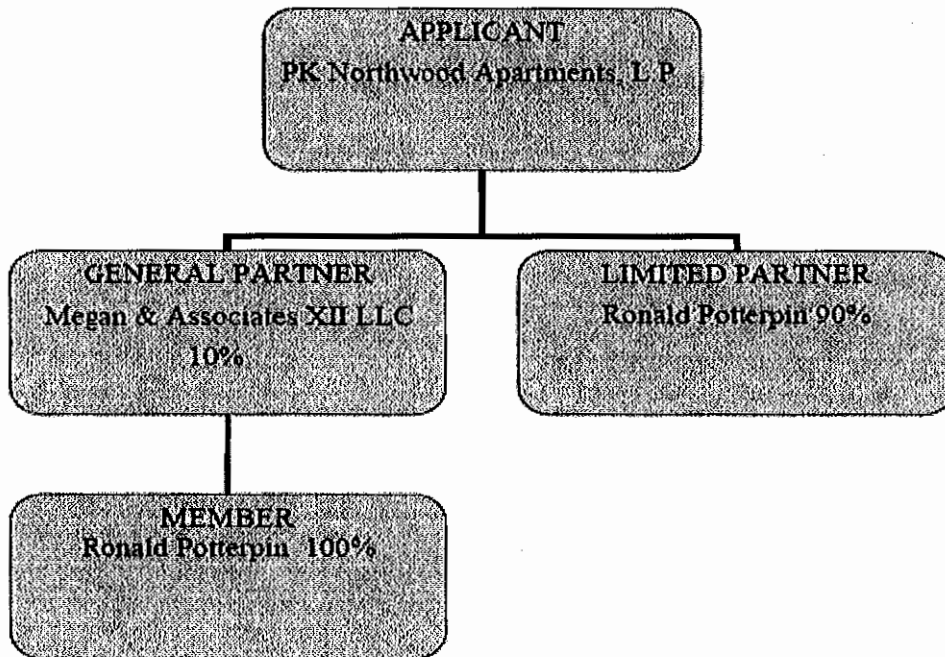 APPLICANT
PK Northwood Apartments, L.P.
GENERAL PARTNER
Megan & Associates XII LLC
10%
LIMITED PARTNER
Ronald Potterpin 90%
MEMBER
Ronald Potterpin 100%